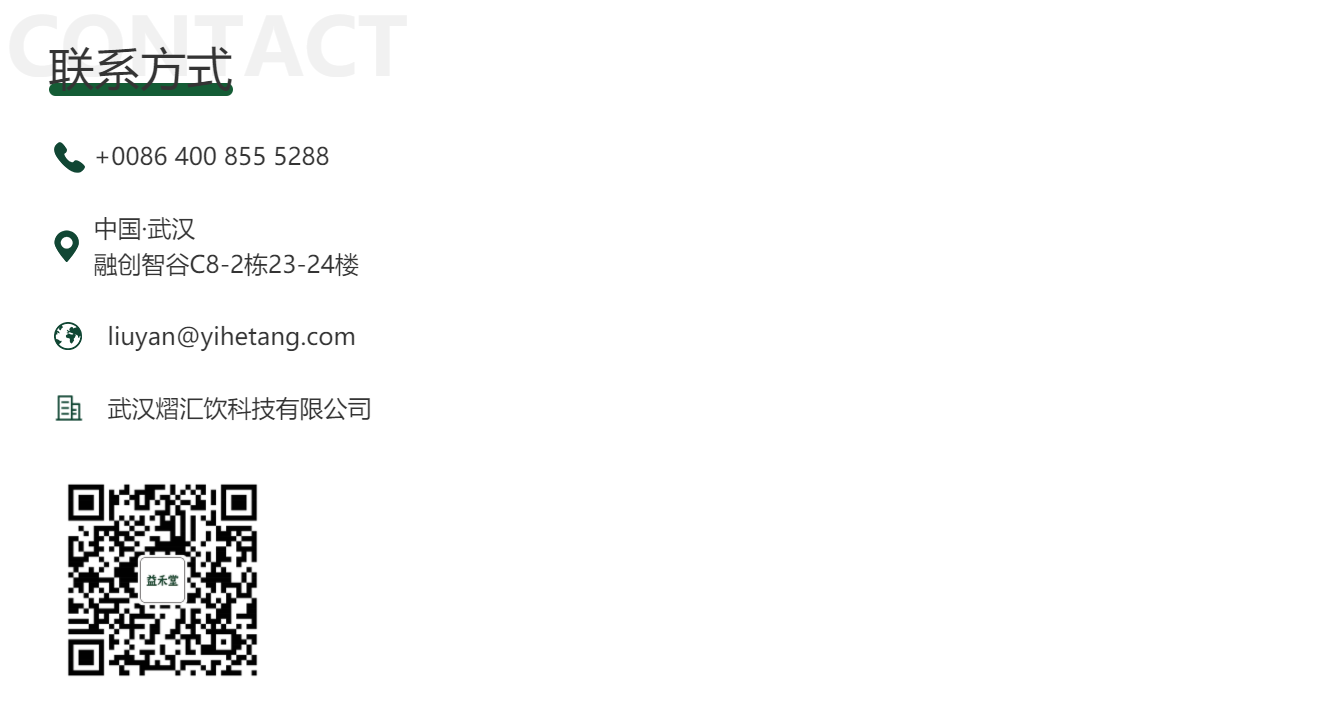 CONTACT
联系方式
+0086 400 855 5288
中国·武汉
融创智谷C8-2栋23-24楼
liuyan@yihetang.com
武汉熠汇饮科技有限公司
益禾堂